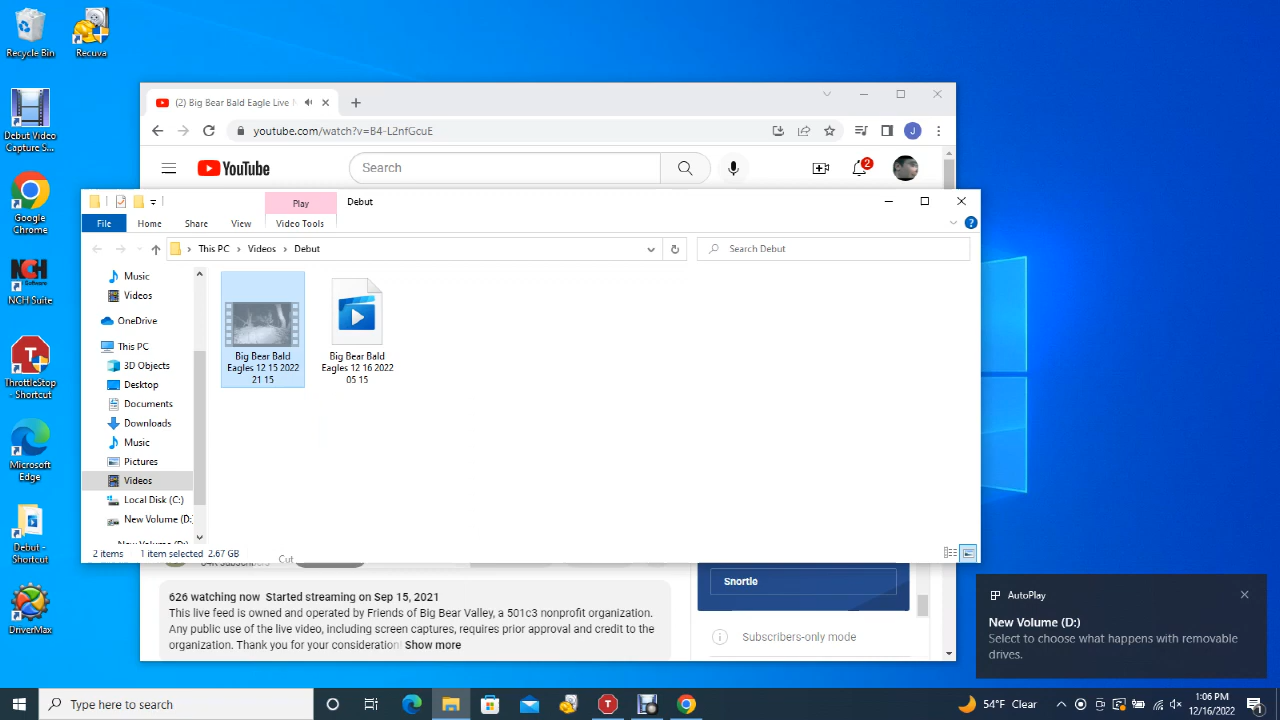 Recycle Bin
Recuva
Debut Video
Capture S...
Google
Chrome
NCH
NCH Suite
T
ThrottleStop
- Shortcut
Microsoft
Edge
Debut -
Shortcut
DriverMax
(2) Big Bear Bald Eagle Live
youtube.com/watch?v=B4-L2nfGcuE
J
YouTube
Search
2
Play
Debut
File
Home
Share
View
Video Tools
This PC
Videos
Debut
Search Debut
Music
Videos
OneDrive
This PC
3D Objects
Desktop
Documents
Downloads
Music
Pictures
Videos
Local Disk (C:)
New Volume (D:
Big Bear Bald
Eagles 12 15 2022
21 15
Big Bear Bald
Eagles 12 16 2022
05 15
2 items
1 item selected 2.67 GB
Cut
626 watching now Started streaming on Sep 15, 2021
This live feed is owned and operated by Friends of Big Bear Valley, a 501c3 nonprofit organization.
Any public use of the live video, including screen captures, requires prior approval and credit to the
organization. Thank you for your consideration! Show more
Snortle
Subscribers-only mode
AutoPlay
New Volume (D:)
Select to choose what happens with removable
drives.
Type here to search
T
54°F Clear
1:06 PM
12/16/2022
1